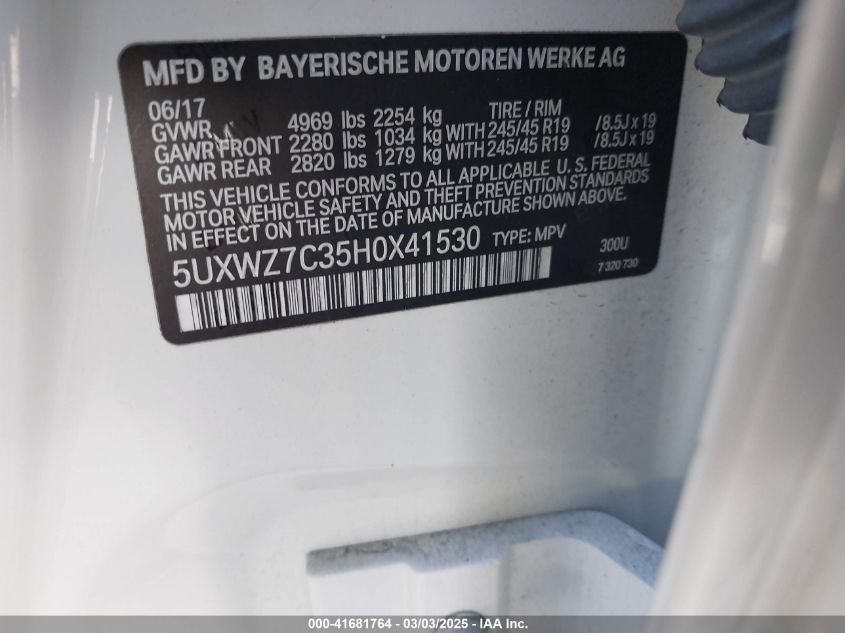 MFD BY BAYERISCHE MOTOREN WERKE AG
06/17 TIRE / RIM
GVWR 4969 lbs 2254 kg
GAWR FRONT 2280 lbs 1034 kg WITH 245/45 R19 /8.5J x 19
GAWR REAR 2820 lbs 1279 kg WITH 245/45 R19 /8.5J x 19
THIS VEHICLE CONFORMS TO ALL APPLICABLE U. S. FEDERAL
MOTOR VEHICLE SAFETY AND THEFT PREVENTION STANDARDS
IN EFFECT ON THE DATE OF MANUFACTURE SHOWN ABOVE.
5UXWZ7C35H0X41530 TYPE: MPV 300U
7 320 730
000-41681764 - 03/03/2025 - IAA Inc.